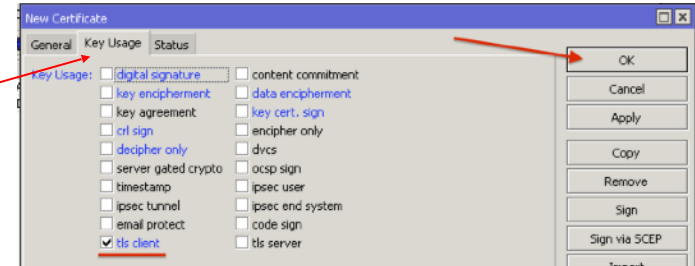 New Certificate
General Key Usage Status
Key Usage: digital signature content commitment
key encipherment data encipherment
key agreement key cert. sign
crl sign encipher only
decipher only dvcs
server gated crypto ocsp sign
timestamp ipsec user
ipsec tunnel ipsec end system
email protect code sign
tls client tls server
OK
Cancel
Apply
Copy
Remove
Sign
Sign via SCEP
Import